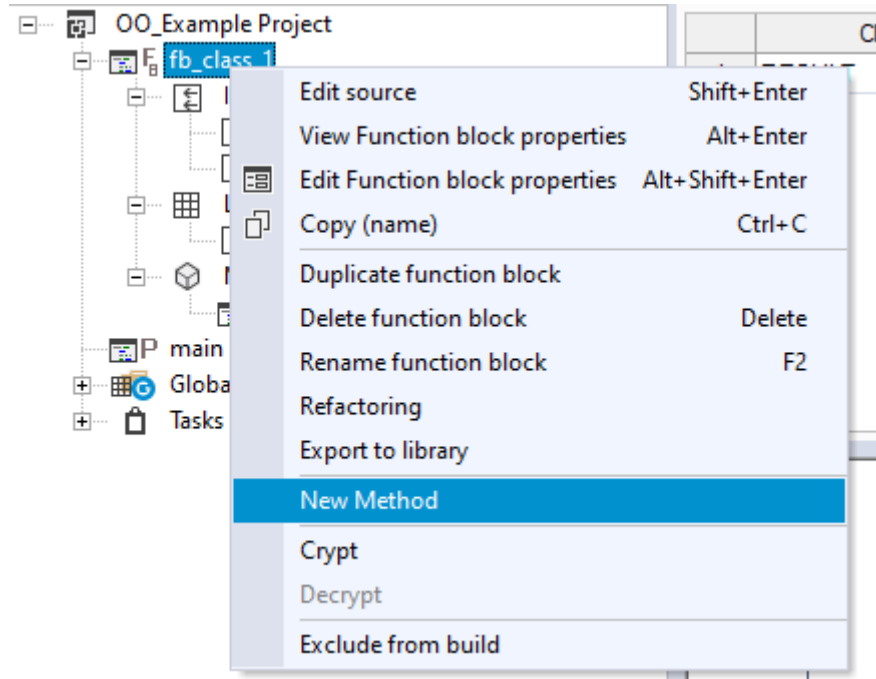 OO_Example Project
fb_class_1
Edit source Shift+Enter
View Function block properties Alt+Enter
Edit Function block properties Alt+Shift+Enter
Copy (name) Ctrl+C
Duplicate function block
Delete function block Delete
main
Rename function block F2
Globa
Refactoring
Tasks
Export to library
New Method
Crypt
Decrypt
Exclude from build